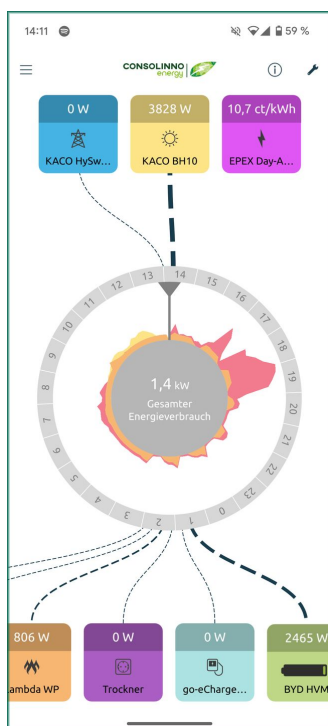 14:11
59 %
CONSOLINNO
energy
0 W
3828 W
10,7 ct/kWh
KACO HySw...
KACO BH10
EPEX Day-A...
13
14
12
15
11
16
10
17
9
18
8
19
7
20
6
21
5
22
4
23
3
2
1
0
1,4 kW
Gesamter
Energieverbrauch
806 W
0 W
0 W
2465 W
ambda WP
Trockner
go-eCharge...
BYD HVM